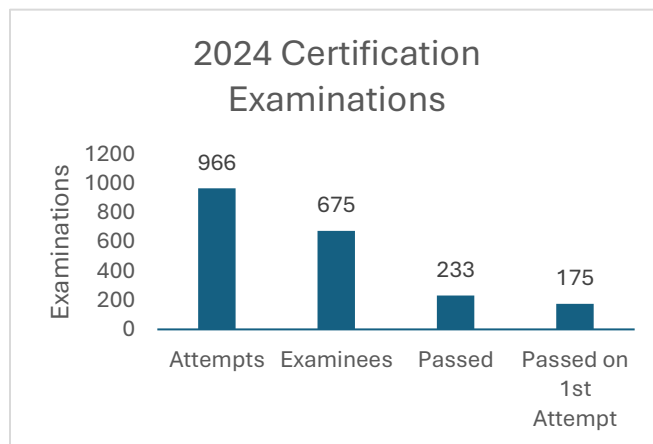 2024 Certification
Examinations
Examinations
1200
1000
800
600
400
200
0
966
675
233
175
Attempts
Examinees
Passed
Passed on
1st
Attempt